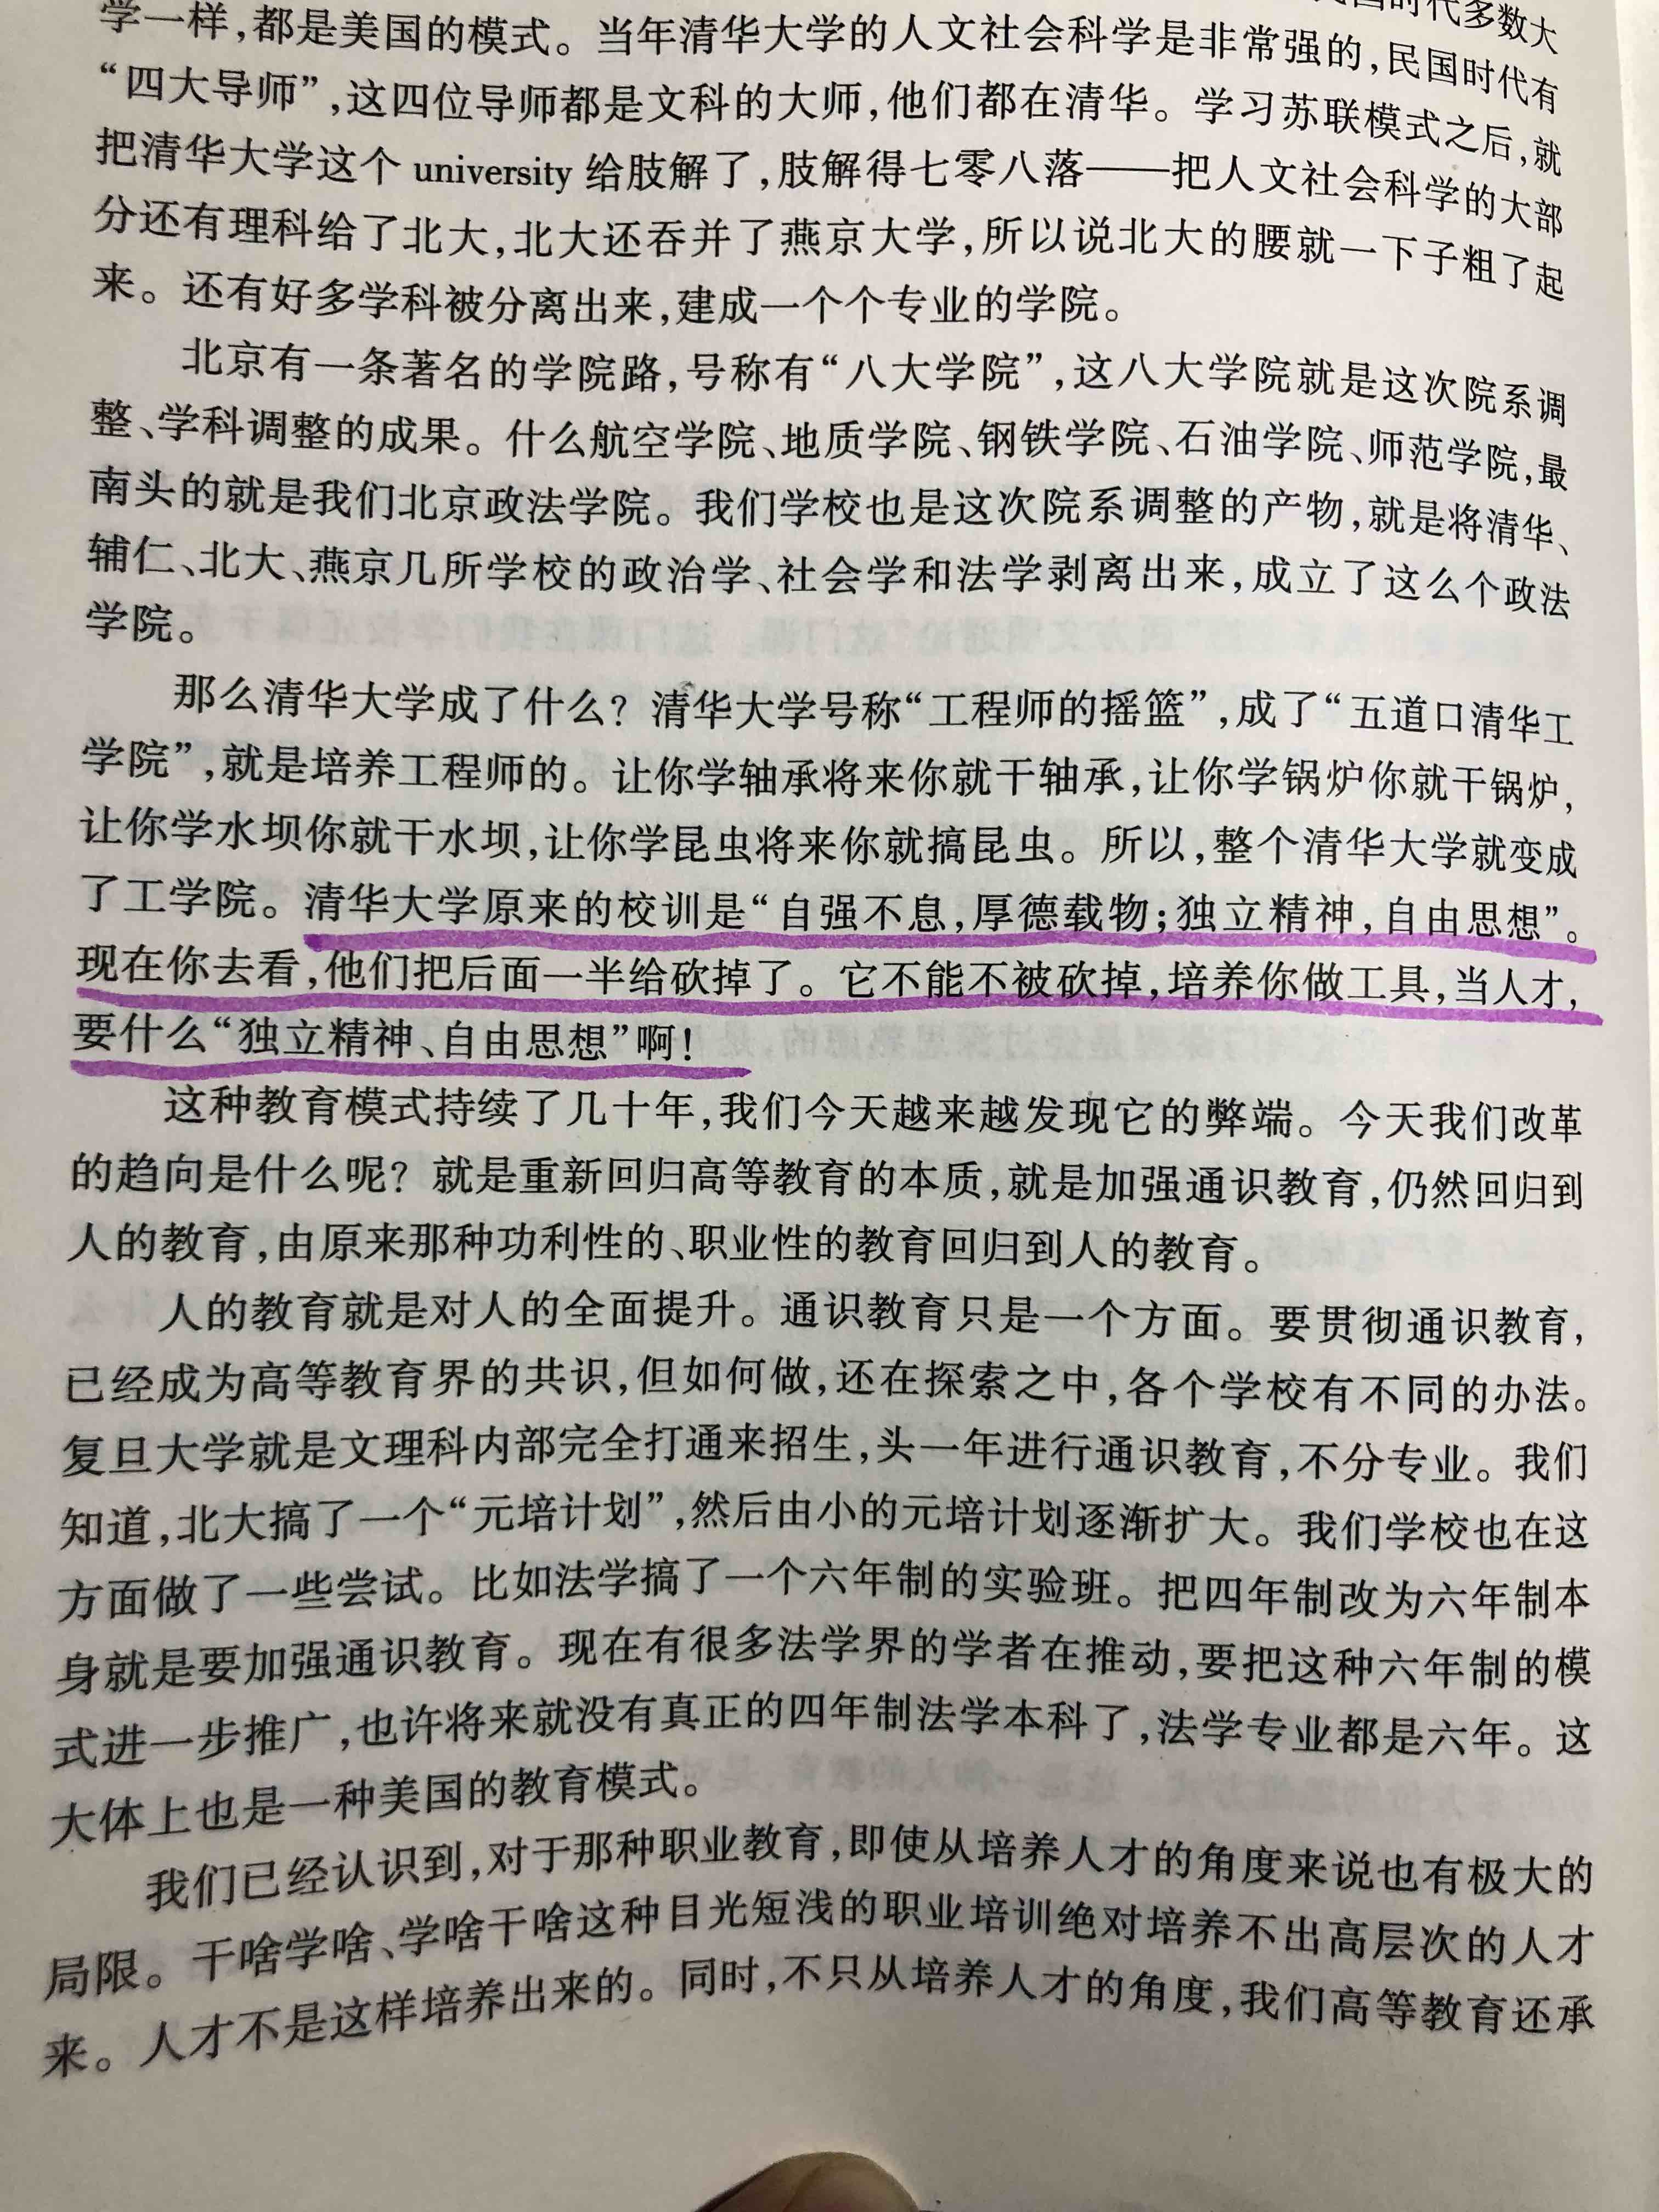 国时代多数大
学一样,都是美国的模式。当年清华大学的人文社会科学是非常强的,民国时代有
“四大导师”,这四位导师都是文科的大师,他们都在清华。学习苏联模式之后,就
把清华大学这个 university 给肢解了,肢解得七零八落——把人文社会科学的大部
分还有理科给了北大,北大还吞并了燕京大学,所以说北大的腰就一下子粗了起
来。还有好多学科被分离出来,建成一个个专业的学院。
北京有一条著名的学院路,号称有“八大学院”,这八大学院就是这次院系调
整、学科调整的成果。什么航空学院、地质学院、钢铁学院、石油学院、师范学院,最
南头的就是我们北京政法学院。我们学校也是这次院系调整的产物,就是将清华、
辅仁、北大、燕京几所学校的政治学、社会学和法学剥离出来,成立了这么个政法
学院。
那么清华大学成了什么?清华大学号称“工程师的摇篮”,成了“五道口清华工
学院”,就是培养工程师的。让你学轴承将来你就干轴承,让你学锅炉你就干锅炉,
让你学水坝你就干水坝,让你学昆虫将来你就搞昆虫。所以,整个清华大学就变成
了工学院。清华大学原来的校训是“自强不息,厚德载物;独立精神,自由思想”。
现在你去看,他们把后面一半给砍掉了。它不能不被砍掉,培养你做工具,当人才,
要什么“独立精神、自由思想”啊!
这种教育模式持续了几十年,我们今天越来越发现它的弊端。今天我们改革
的趋向是什么呢?就是重新回归高等教育的本质,就是加强通识教育,仍然回归到
人的教育,由原来那种功利性的、职业性的教育回归到人的教育。
人的教育就是对人的全面提升。通识教育只是一个方面。要贯彻通识教育,
已经成为高等教育界的共识,但如何做,还在探索之中,各个学校有不同的办法。
复旦大学就是文理科内部完全打通来招生,头一年进行通识教育,不分专业。我们
知道,北大搞了一个“元培计划”,然后由小的元培计划逐渐扩大。我们学校也在这
方面做了一些尝试。比如法学搞了一个六年制的实验班。把四年制改为六年制本
身就是要加强通识教育。现在有很多法学界的学者在推动,要把这种六年制的模
式进一步推广,也许将来就没有真正的四年制法学本科了,法学专业都是六年。这
大体上也是一种美国的教育模式。
我们已经认识到,对于那种职业教育,即使从培养人才的角度来说也有极大的
局限。干啥学啥、学啥干啥这种目光短浅的职业培训绝对培养不出高层次的人才
来。人才不是这样培养出来的。同时,不只从培养人才的角度,我们高等教育还承